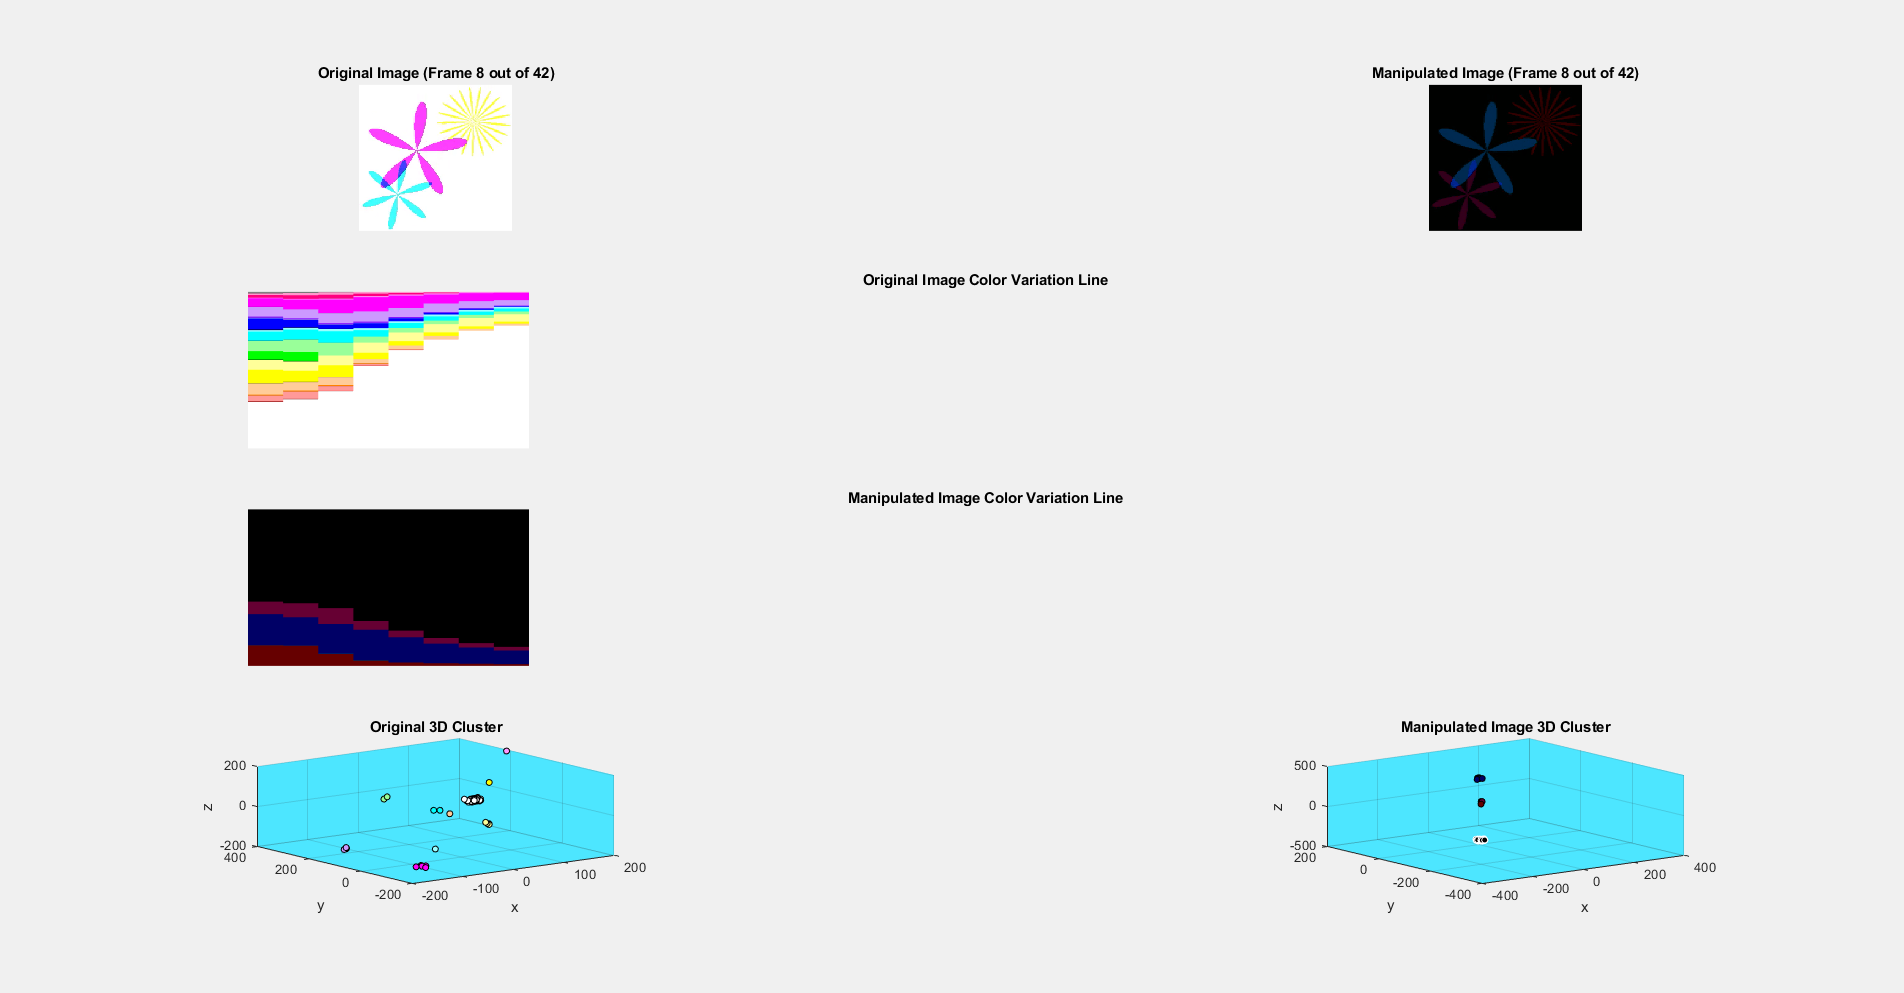 Original Image (Frame 8 out of 42)
Manipulated Image (Frame 8 out of 42)
Original Image Color Variation Line
Manipulated Image Color Variation Line
Original 3D Cluster
200
0
-200
z
400
200
0
-200
y
-200
-100
0
100
200
x
Manipulated Image 3D Cluster
500
0
-500
z
200
0
-200
-400
y
-400
-200
0
200
400
x